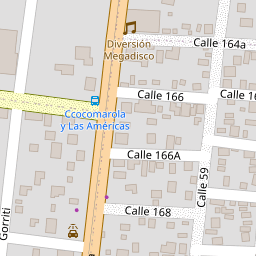 Calle 164a
Diversión
Megadisco
Calle 166
Ccocomarola
y Las Américas
Calle 166A
Calle 59
Calle 168
Gorriti